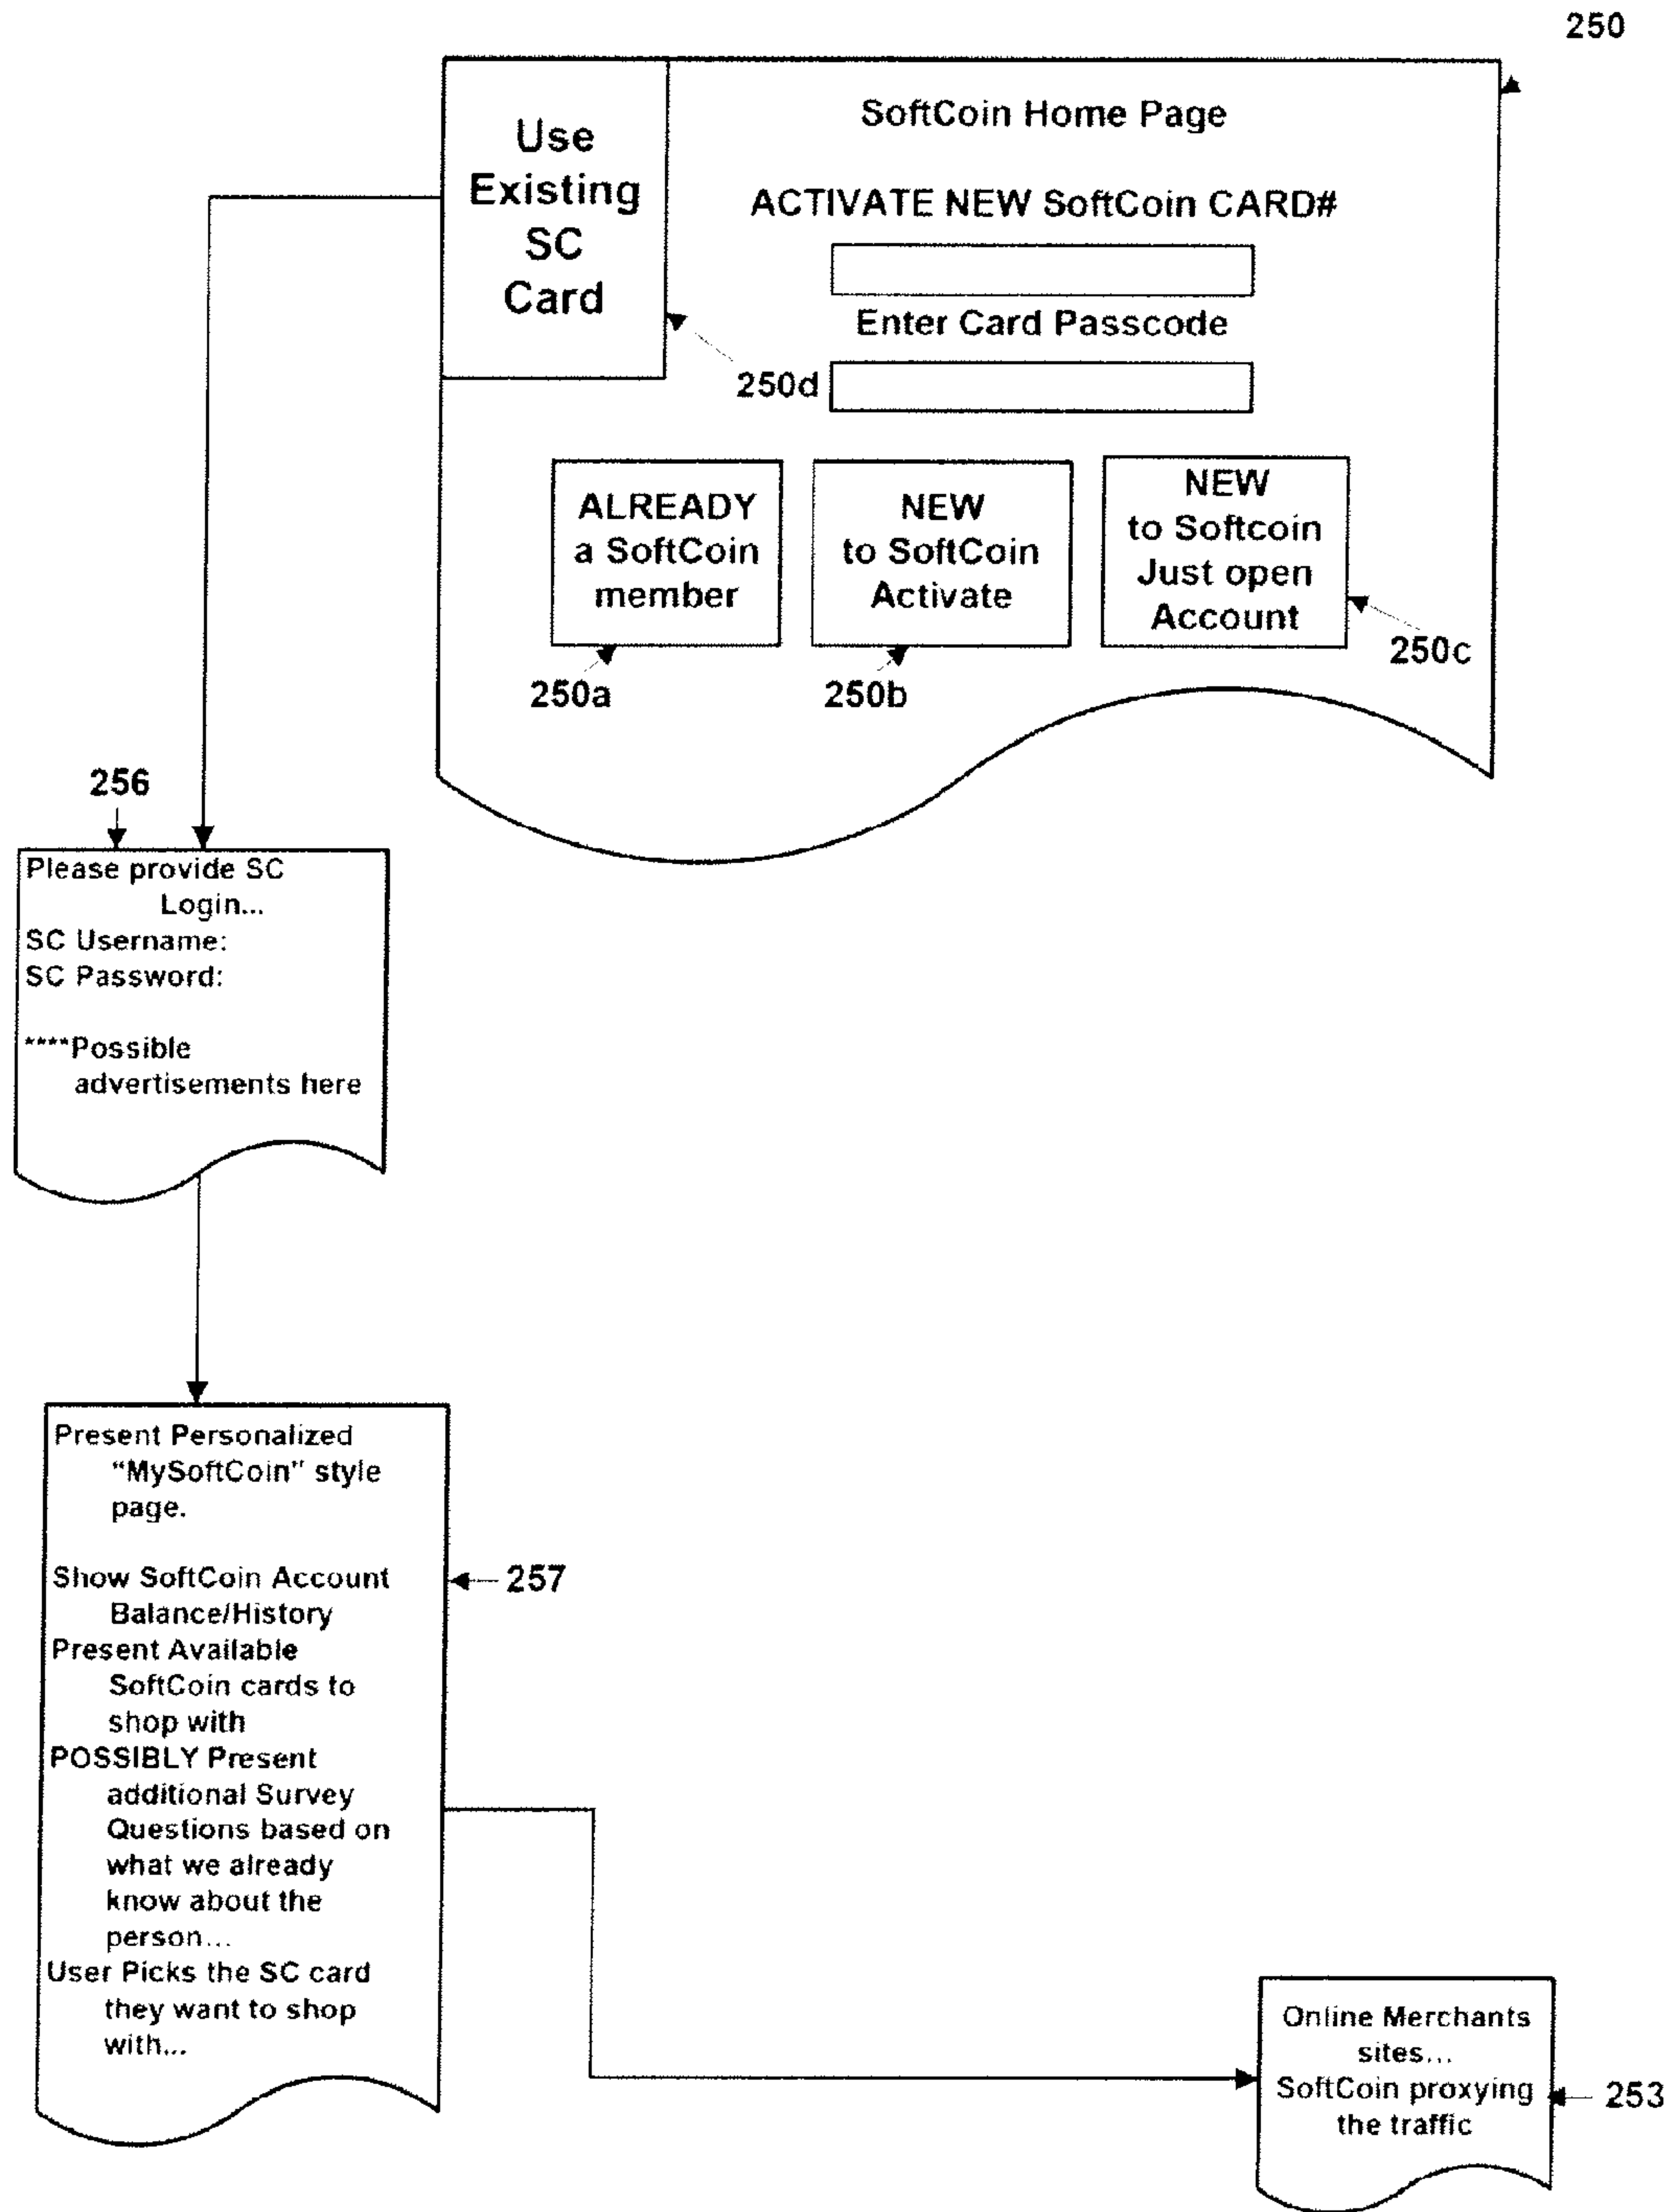 250
Use
Existing
SC
Card
250d
SoftCoin Home Page
ACTIVATE NEW SoftCoin CARD#
Enter Card Passcode
ALREADY
a SoftCoin
member
250a
NEW
to SoftCoin
Activate
250b
NEW
to Softcoin
Just open
Account
250c
256
Please provide SC
Login...
SC Username:
SC Password:
****Possible
advertisements here
Present Personalized
“MySoftCoin” style
page.
Show SoftCoin Account
Balance/History
Present Available
SoftCoin cards to
shop with
POSSIBLY Present
additional Survey
Questions based on
what we already
know about the
person...
User Picks the SC card
they want to shop
with...
257
Online Merchants
sites...
SoftCoin proxying
the traffic
253